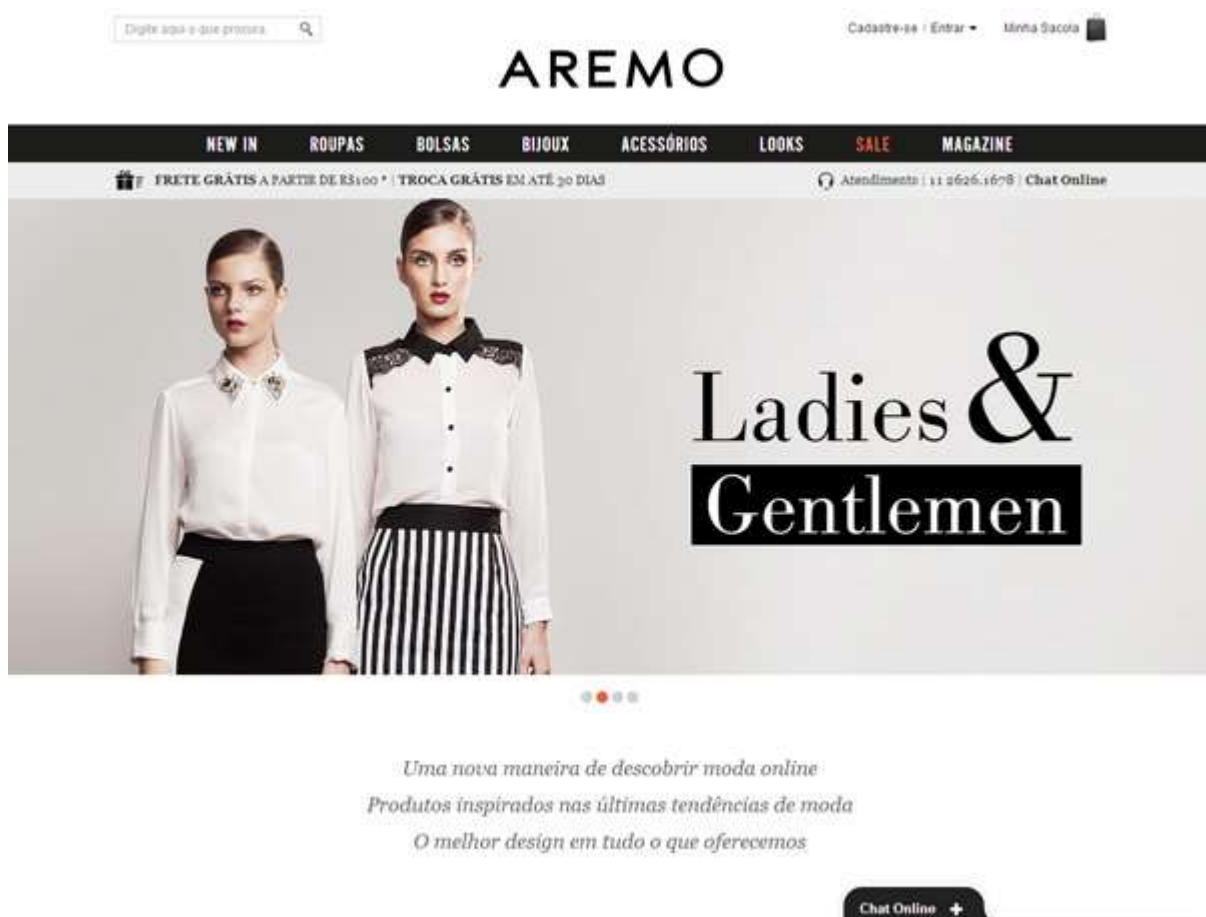 Digite aqui o que procura.
Cadastre-se | Entrar
Minha Sacola
AREMO
NEW IN ROUPAS BOLSAS BIJOUX ACESSÓRIOS LOOKS SALE MAGAZINE
FRETE GRÁTIS A PARTIR DE R$100 * | TROCA GRÁTIS EM ATÉ 30 DIAS
Atendimento | 11 2626.1678 | Chat Online
Ladies &
Gentlemen
Uma nova maneira de descobrir moda online
Produtos inspirados nas últimas tendências de moda
O melhor design em tudo o que oferecemos
Chat Online +